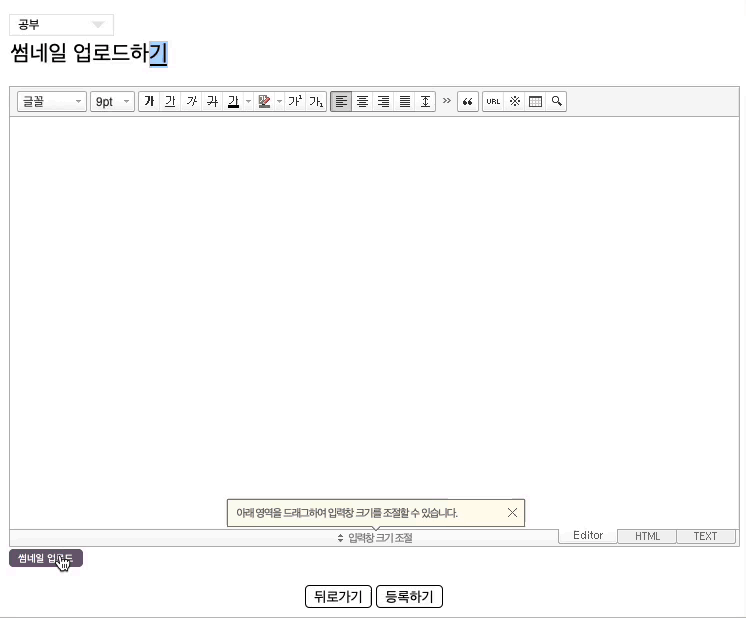 공부
썸네일 업로드하기
글꼴 9pt 가 가 가 가 가 가¹ 가₁ » “ URL ※
아래 영역을 드래그하여 입력창 크기를 조절할 수 있습니다.
입력창 크기 조절 Editor HTML TEXT
썸네일 업로드
뒤로가기 등록하기